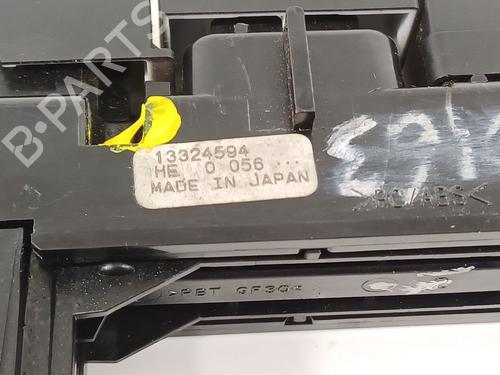 B-PARTS
13324594
HE 0 056 ...
MADE IN JAPAN
>PC/ABS<
>PBT GF30<